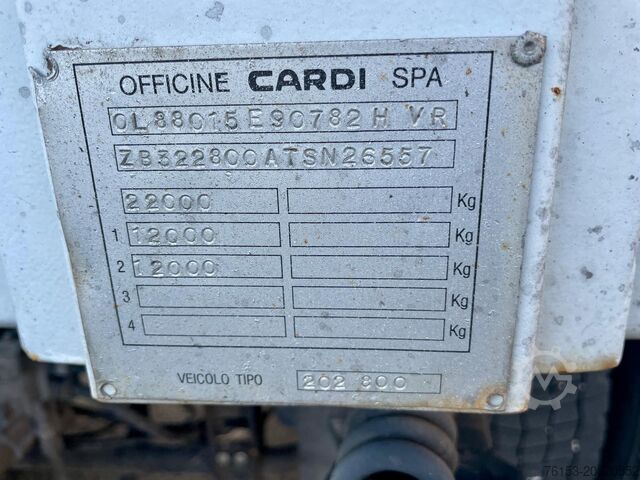 OFFICINE CARDI SPA
OL88015E90782H VR
ZB322800ATSN26557
22000 Kg
1 12000 Kg
2 12000 Kg
3 Kg
4 Kg
VEICOLO TIPO 202 800